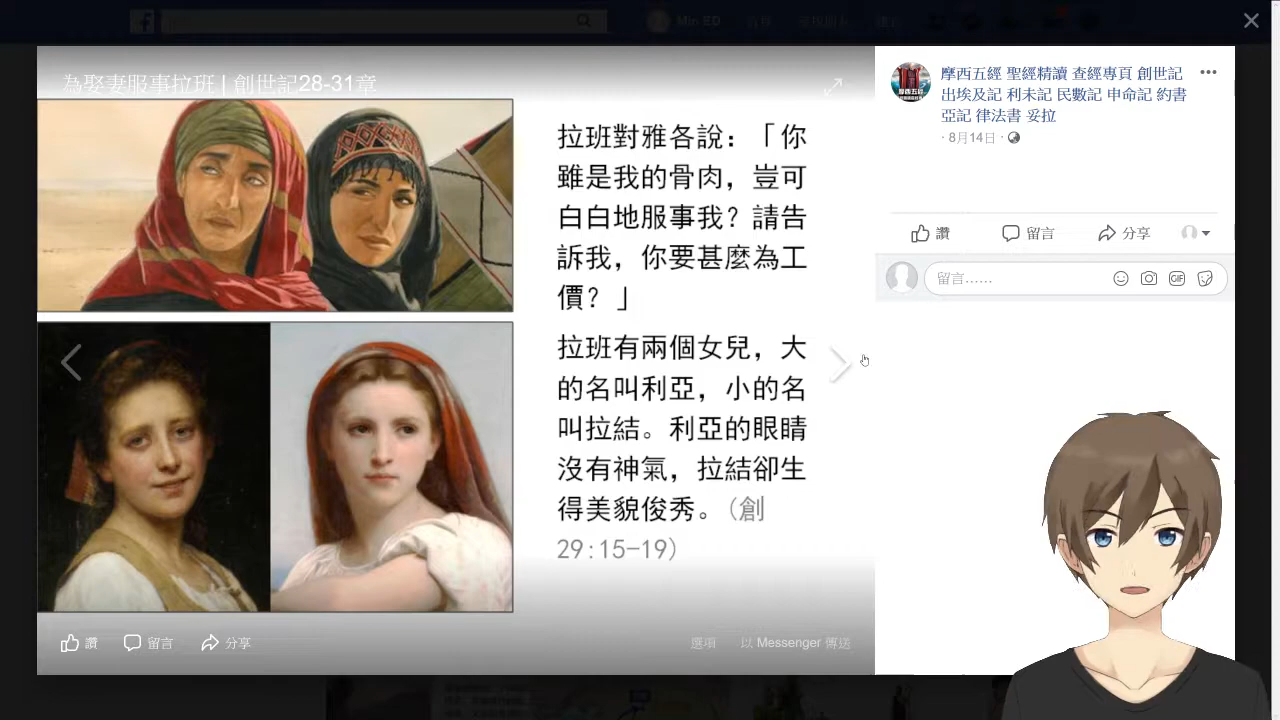 Min ED
為娶妻服事拉班 | 創世記28-31章
拉班對雅各說：「你
雖是我的骨肉，豈可
白白地服事我？請告
訴我，你要甚麼為工
價？」
拉班有兩個女兒，大
的名叫利亞，小的名
叫拉結。利亞的眼睛
沒有神氣，拉結卻生
得美貌俊秀。（創
29:15-19）
讚 留言 分享
選項 以 Messenger 傳送
摩西五經 聖經精讀 查經專頁 創世記
出埃及記 利未記 民數記 申命記 約書
亞記 律法書 妥拉
· 8月14日 ·
讚 留言 分享
留言......
GIF